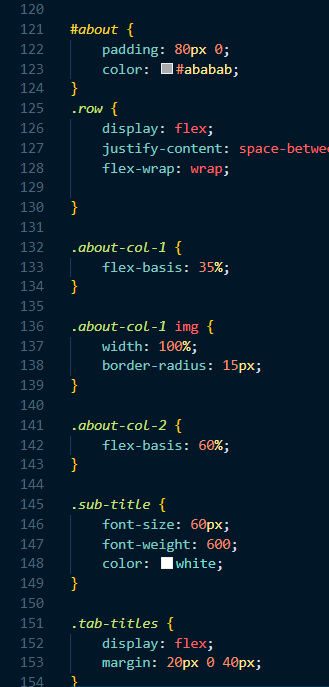 120
121 #about {
122 padding: 80px 0;
123 color: #ababab;
124 }
125 .row {
126 display: flex;
127 justify-content: space-betwe
128 flex-wrap: wrap;
129
130 }
131
132 .about-col-1 {
133 flex-basis: 35%;
134 }
135
136 .about-col-1 img {
137 width: 100%;
138 border-radius: 15px;
139 }
140
141 .about-col-2 {
142 flex-basis: 60%;
143 }
144
145 .sub-title {
146 font-size: 60px;
147 font-weight: 600;
148 color: white;
149 }
150
151 .tab-titles {
152 display: flex;
153 margin: 20px 0 40px;
154 }